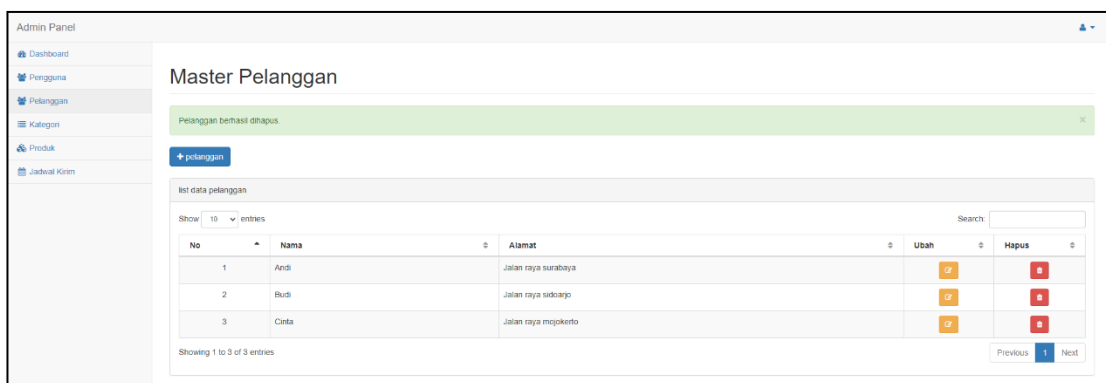 Admin Panel
Dashboard
Pengguna
Pelanggan
Kategori
Produk
Jadwal Kirim
Master Pelanggan
Pelanggan berhasil dihapus. ×
+ pelanggan
list data pelanggan
Show 10 entries Search:
No Nama Alamat Ubah Hapus
1 Andi Jalan raya surabaya
2 Budi Jalan raya sidoarjo
3 Cinta Jalan raya mojokerto
Showing 1 to 3 of 3 entries Previous 1 Next